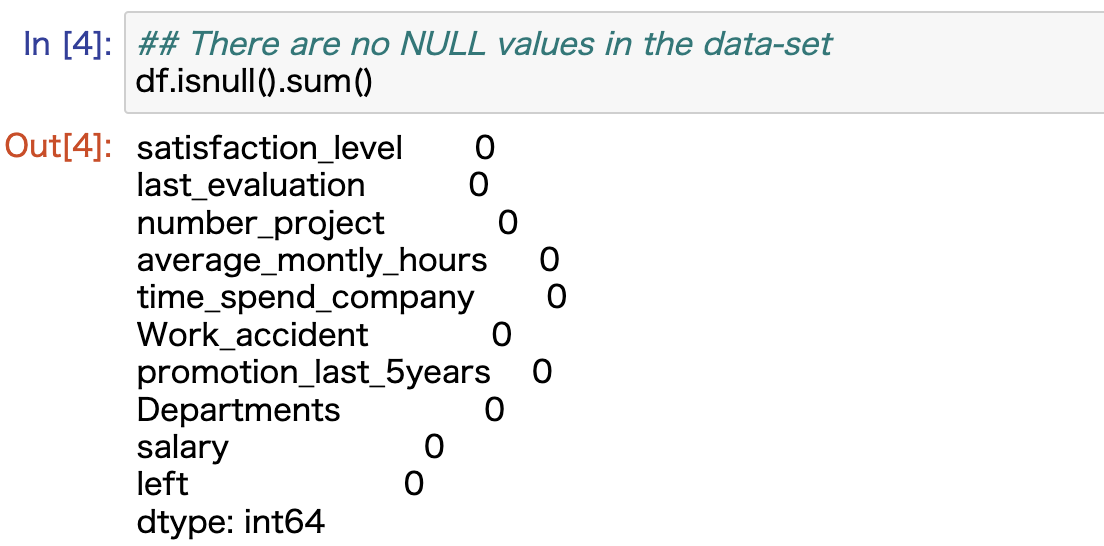 In [4]: ## There are no NULL values in the data-set
df.isnull().sum()
Out[4]: satisfaction_level 0
last_evaluation 0
number_project 0
average_montly_hours 0
time_spend_company 0
Work_accident 0
promotion_last_5years 0
Departments 0
salary 0
left 0
dtype: int64